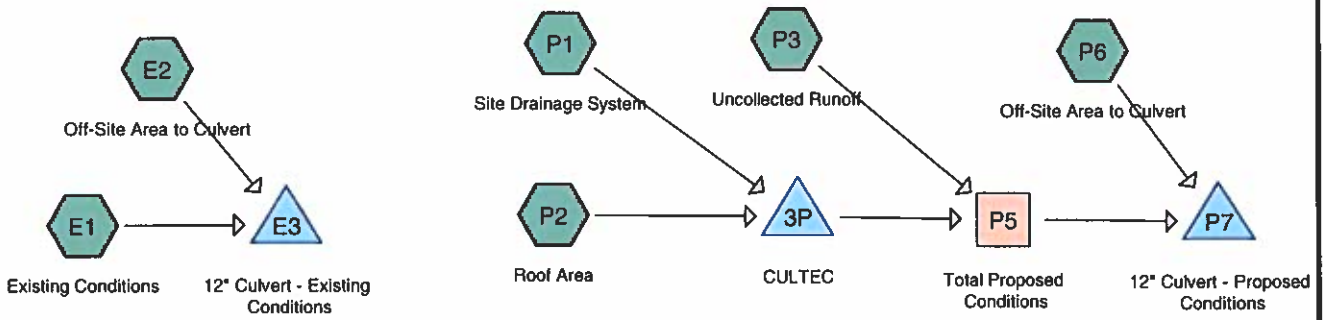 E2
Off-Site Area to Culvert
E1
Existing Conditions
E3
12" Culvert - Existing
Conditions
P1
Site Drainage System
P3
Uncollected Runoff
P6
Off-Site Area to Culvert
P2
Roof Area
3P
CULTEC
P5
Total Proposed
Conditions
P7
12" Culvert - Proposed
Conditions